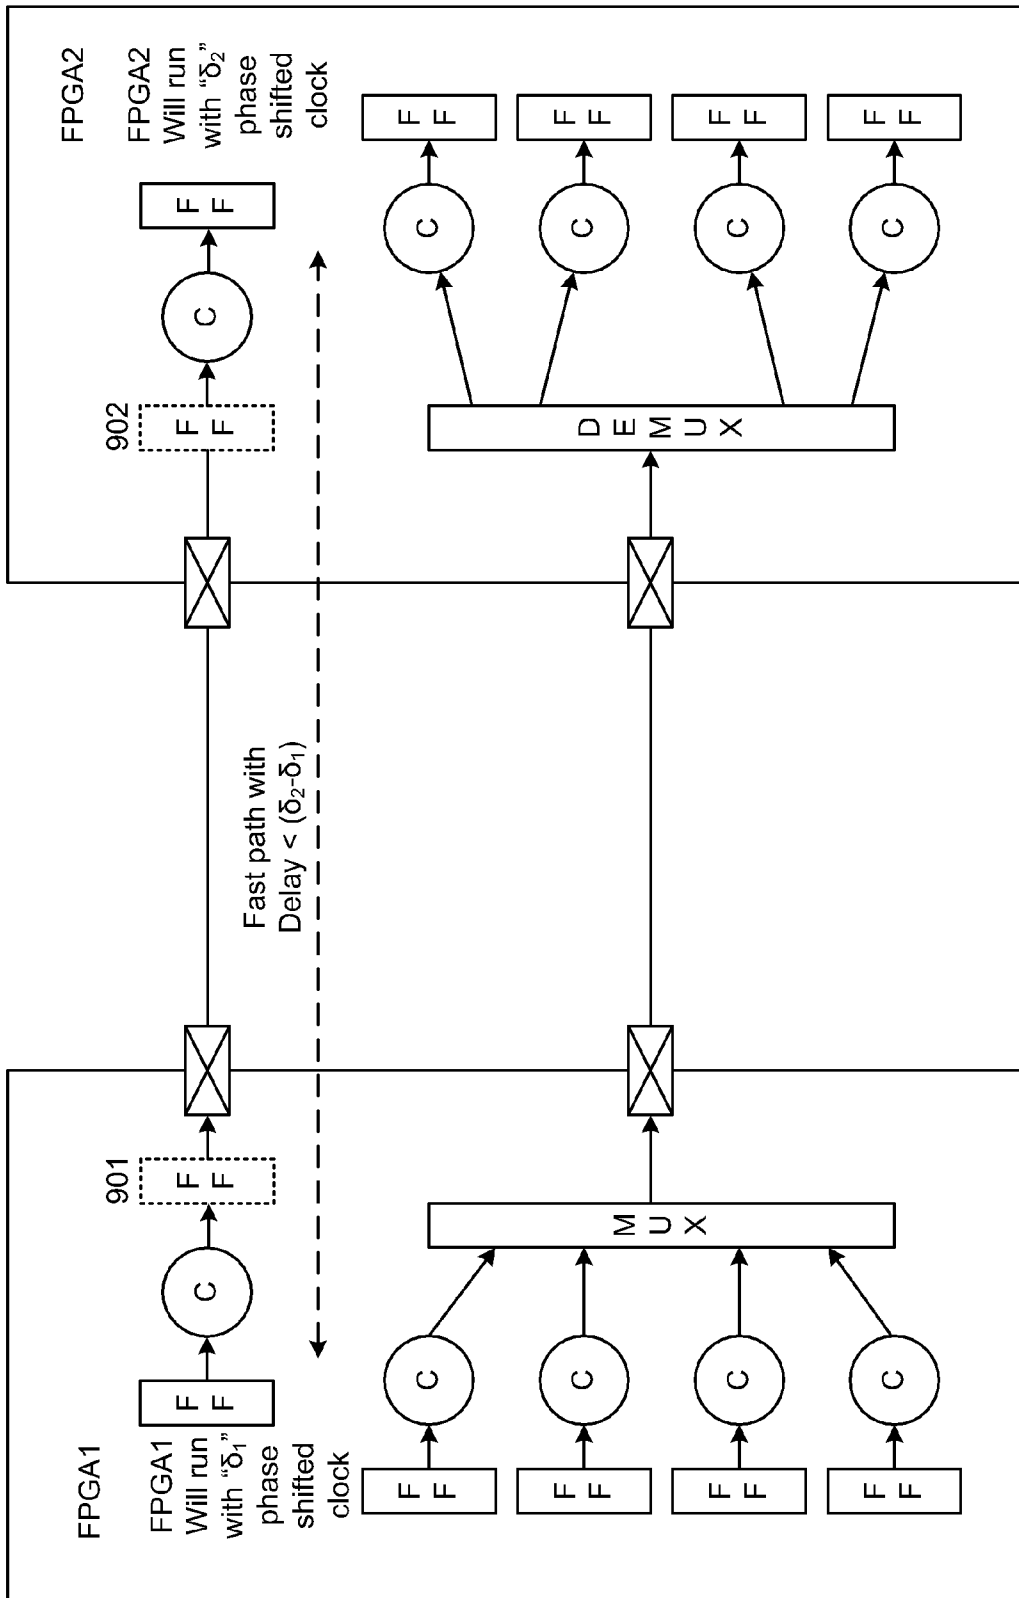 FPGA1
FPGA1
Will run
with “δ₁”
phase
shifted
clock
FF
C
901
FF
Fast path with
Delay < (δ₂-δ₁)
902
FF
C
FF
FPGA2
FPGA2
Will run
with “δ₂”
phase
shifted
clock
FF
C
FF
C
FF
C
FF
C
MUX
DEMUX
C
FF
C
FF
C
FF
C
FF